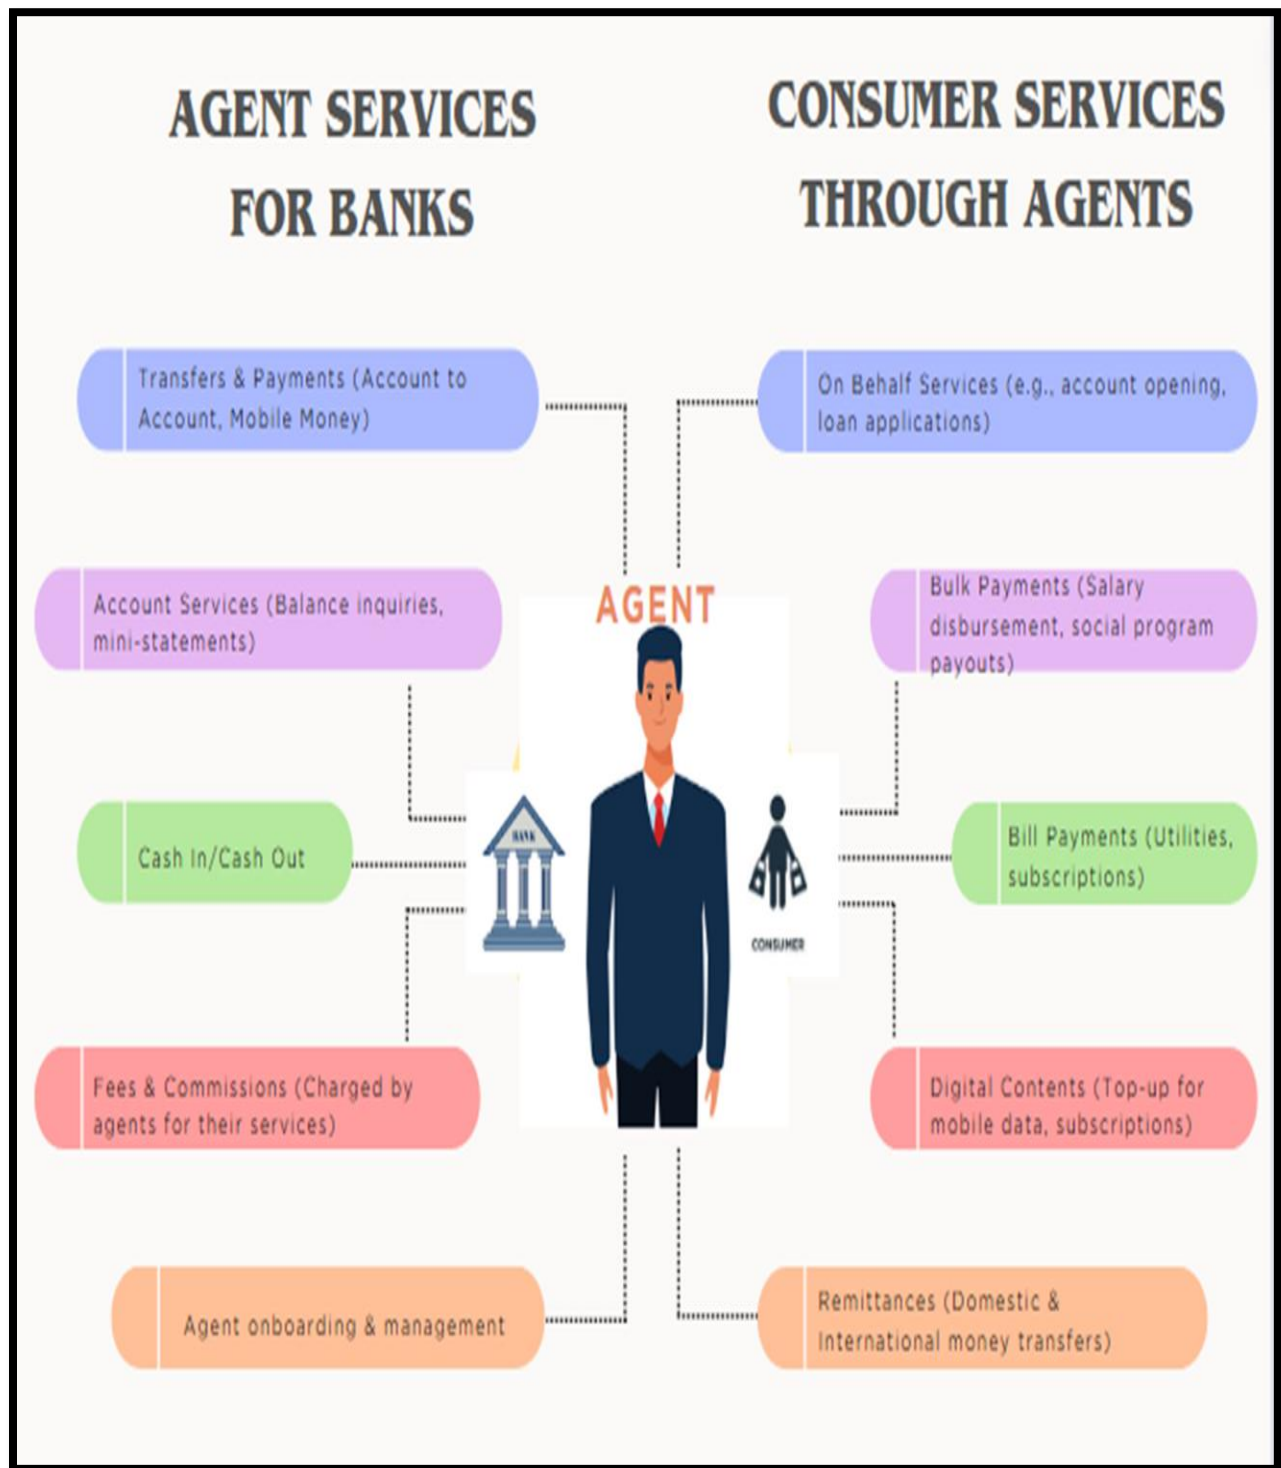 AGENT SERVICES
FOR BANKS
CONSUMER SERVICES
THROUGH AGENTS
Transfers & Payments (Account to
Account, Mobile Money)
On Behalf Services (e.g., account opening,
loan applications)
AGENT
Account Services (Balance inquiries,
mini-statements)
Bulk Payments (Salary
disbursement, social program
payouts)
Cash In/Cash Out
BANK
CONSUMER
Bill Payments (Utilities,
subscriptions)
Fees & Commissions (Charged by
agents for their services)
Digital Contents (Top-up for
mobile data, subscriptions)
Agent onboarding & management
Remittances (Domestic &
International money transfers)